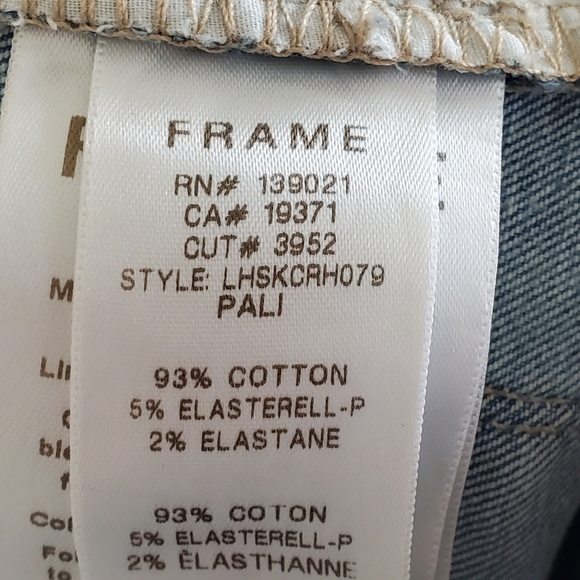 FRAME
RN# 139021
CA# 19371
CUT# 3952
STYLE: LHSKCRH079
PALI
93% COTTON
5% ELASTERELL-P
2% ELASTANE
93% COTON
5% ELASTERELL-P
2% ÉLASTHANNE